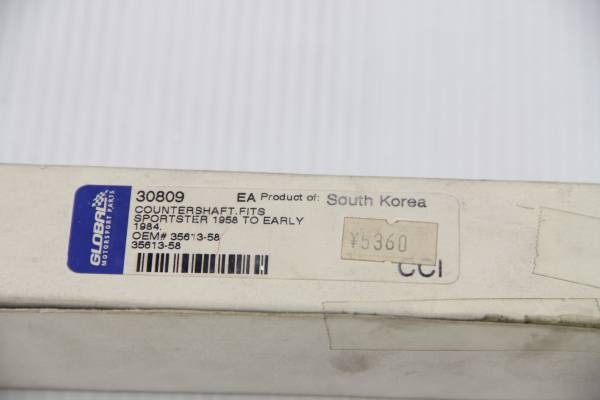 GLOBAL
MOTORSPORT PARTS
30809 EA Product of: South Korea
COUNTERSHAFT.FITS
SPORTSTER 1958 TO EARLY
1984.
OEM# 35613-58
35613-58
¥5360
CCI